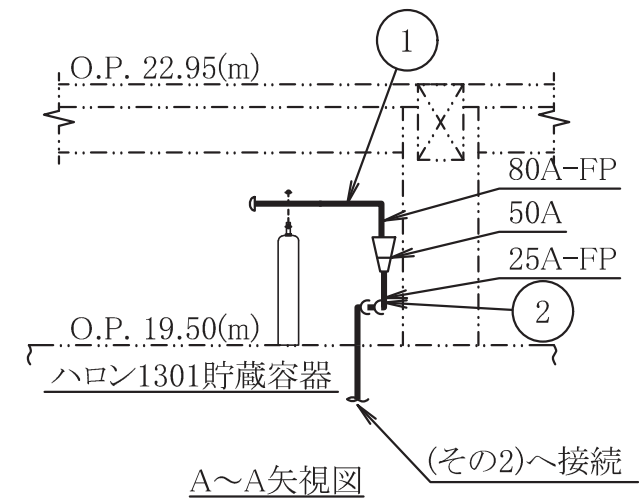 1
O.P. 22.95(m)
80A-FP
50A
25A-FP
2
O.P. 19.50(m)
ハロン1301貯蔵容器
(その2)へ接続
A～A矢視図